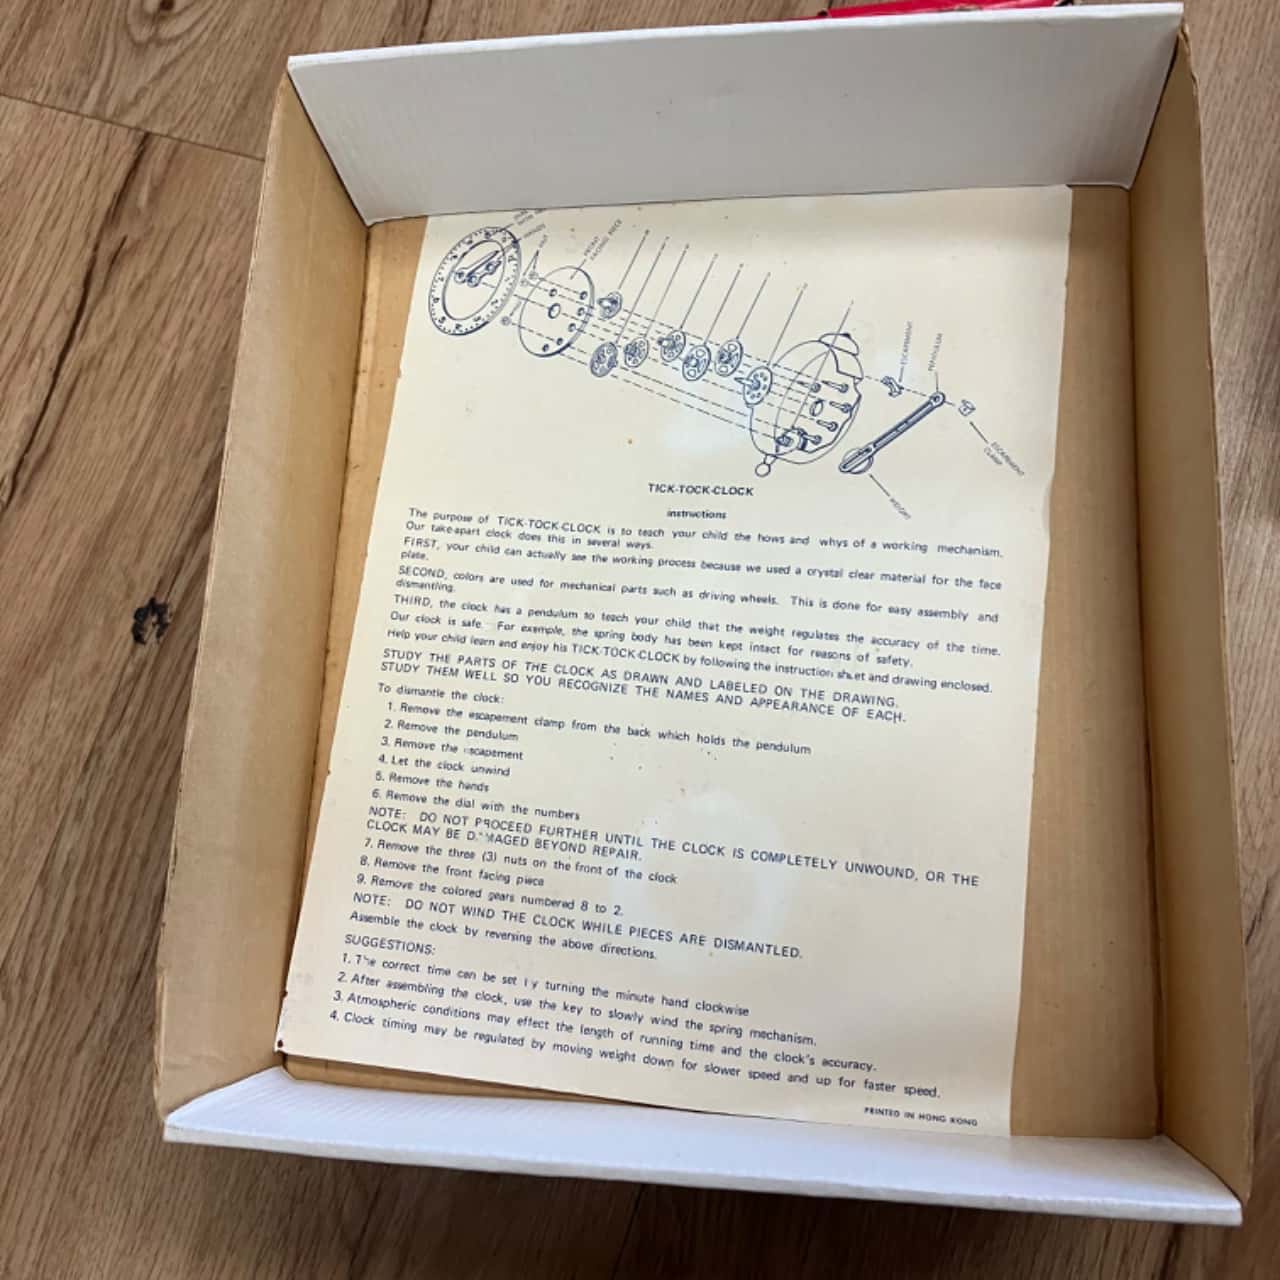 HANDS
NUT
FRONT
FACING PIECE
ESCAPEMENT
PENDULUM
ESCAPEMENT
CLAMP
WEIGHT
TICK-TOCK-CLOCK
instructions
The purpose of TICK-TOCK-CLOCK is to teach your child the hows and whys of a working mechanism.
Our take-apart clock does this in several ways.
FIRST, your child can actually see the working process because we used a crystal clear material for the face
plate.
SECOND, colors are used for mechanical parts such as driving wheels. This is done for easy assembly and
dismantling.
THIRD, the clock has a pendulum so teach your child that the weight regulates the accuracy of the time.
Our clock is safe. For example, the spring body has been kept intact for reasons of safety.
Help your child learn and enjoy his TICK-TOCK-CLOCK by following the instruction sheet and drawing enclosed.
STUDY THE PARTS OF THE CLOCK AS DRAWN AND LABELED ON THE DRAWING.
STUDY THEM WELL SO YOU RECOGNIZE THE NAMES AND APPEARANCE OF EACH.
To dismantle the clock:
1. Remove the escapement clamp from the back which holds the pendulum
2. Remove the pendulum
3. Remove the escapement
4. Let the clock unwind
5. Remove the hands
6. Remove the dial with the numbers
NOTE: DO NOT PROCEED FURTHER UNTIL THE CLOCK IS COMPLETELY UNWOUND, OR THE
CLOCK MAY BE DAMAGED BEYOND REPAIR.
7. Remove the three (3) nuts on the front of the clock
8. Remove the front facing piece
9. Remove the colored gears numbered 8 to 2.
NOTE: DO NOT WIND THE CLOCK WHILE PIECES ARE DISMANTLED.
Assemble the clock by reversing the above directions.
SUGGESTIONS:
1. The correct time can be set by turning the minute hand clockwise
2. After assembling the clock, use the key to slowly wind the spring mechanism.
3. Atmospheric conditions may effect the length of running time and the clock's accuracy.
4. Clock timing may be regulated by moving weight down for slower speed and up for faster speed.
PRINTED IN HONG KONG